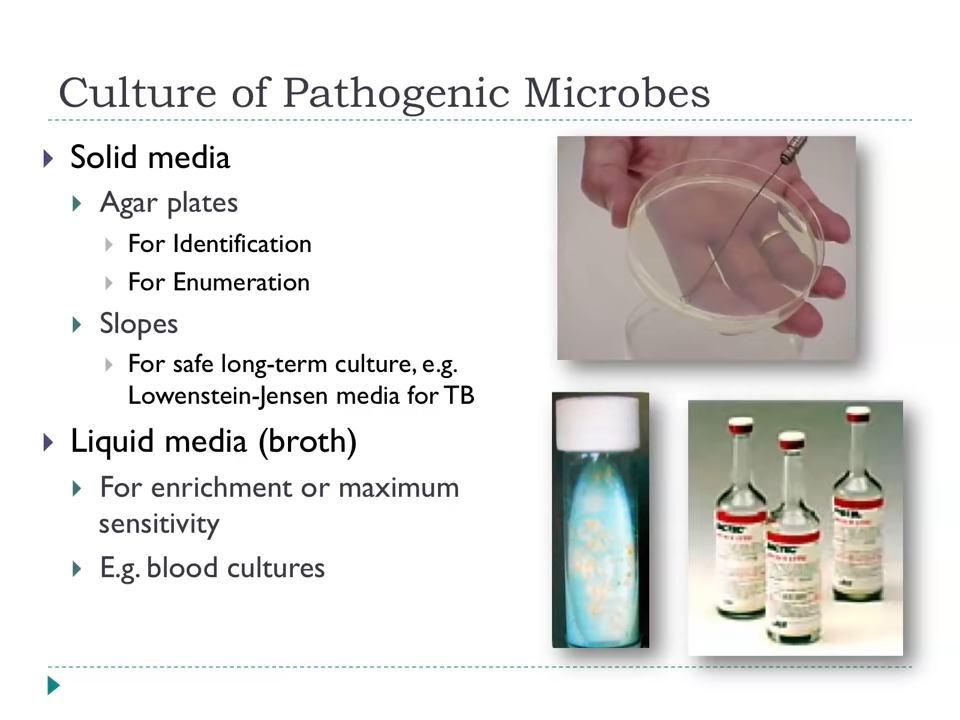 Culture of Pathogenic Microbes
Solid media
Agar plates
For Identification
For Enumeration
Slopes
For safe long-term culture, e.g.
Lowenstein-Jensen media for TB
Liquid media (broth)
For enrichment or maximum
sensitivity
E.g. blood cultures